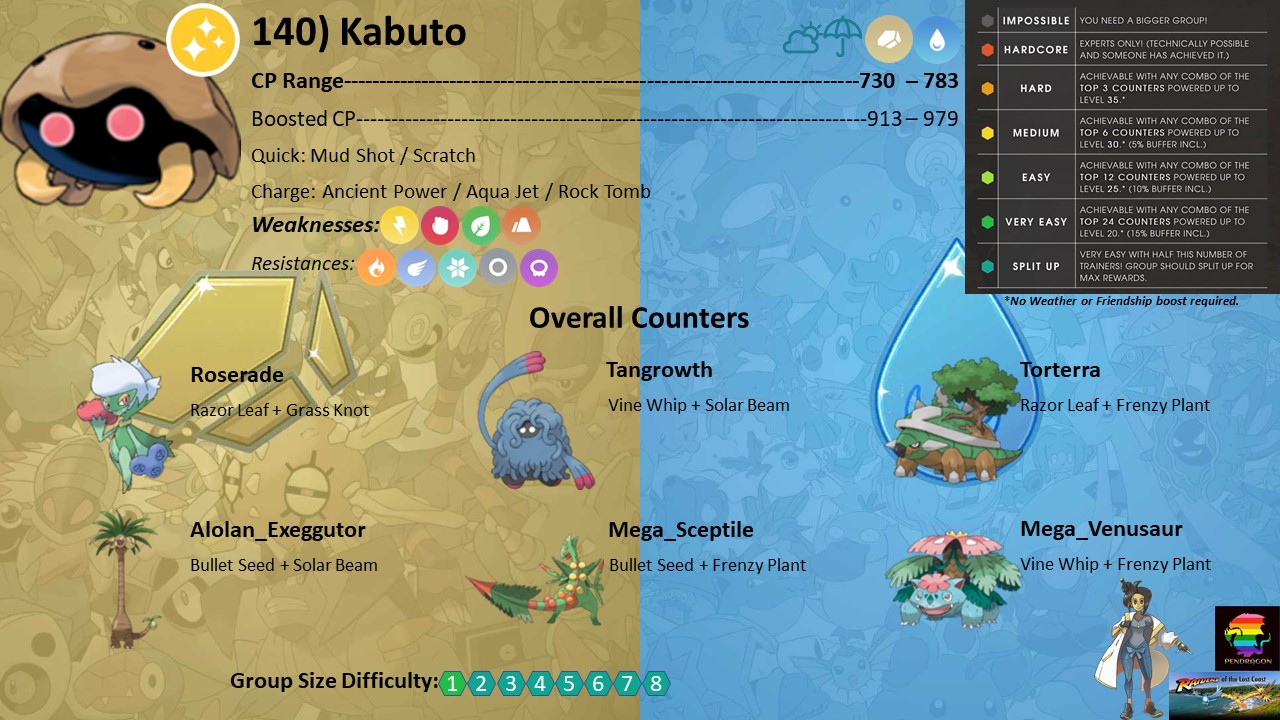 140) Kabuto
CP Range------------------------------------------------------------------------730 – 783
Boosted CP------------------------------------------------------------------------913 – 979
Quick: Mud Shot / Scratch
Charge: Ancient Power / Aqua Jet / Rock Tomb
Weaknesses:
Resistances:
IMPOSSIBLE YOU NEED A BIGGER GROUP!
HARDCORE EXPERTS ONLY! (TECHNICALLY POSSIBLE
AND SOMEONE HAS ACHIEVED IT.)
HARD ACHIEVABLE WITH ANY COMBO OF THE
TOP 3 COUNTERS POWERED UP TO
LEVEL 35.*
MEDIUM ACHIEVABLE WITH ANY COMBO OF THE
TOP 6 COUNTERS POWERED UP TO
LEVEL 30.* (5% BUFFER INCL.)
EASY ACHIEVABLE WITH ANY COMBO OF THE
TOP 12 COUNTERS POWERED UP TO
LEVEL 25.* (10% BUFFER INCL.)
VERY EASY ACHIEVABLE WITH ANY COMBO OF THE
TOP 24 COUNTERS POWERED UP TO
LEVEL 20.* (15% BUFFER INCL.)
SPLIT UP VERY EASY WITH HALF THIS NUMBER OF
TRAINERS! GROUP SHOULD SPLIT UP FOR
MAX REWARDS.
*No Weather or Friendship boost required.
Overall Counters
Roserade
Razor Leaf + Grass Knot
Tangrowth
Vine Whip + Solar Beam
Torterra
Razor Leaf + Frenzy Plant
Alolan_Exeggutor
Bullet Seed + Solar Beam
Mega_Sceptile
Bullet Seed + Frenzy Plant
Mega_Venusaur
Vine Whip + Frenzy Plant
Group Size Difficulty: 1 2 3 4 5 6 7 8
PENDRAGON
RAIDERS of the Lost Coast